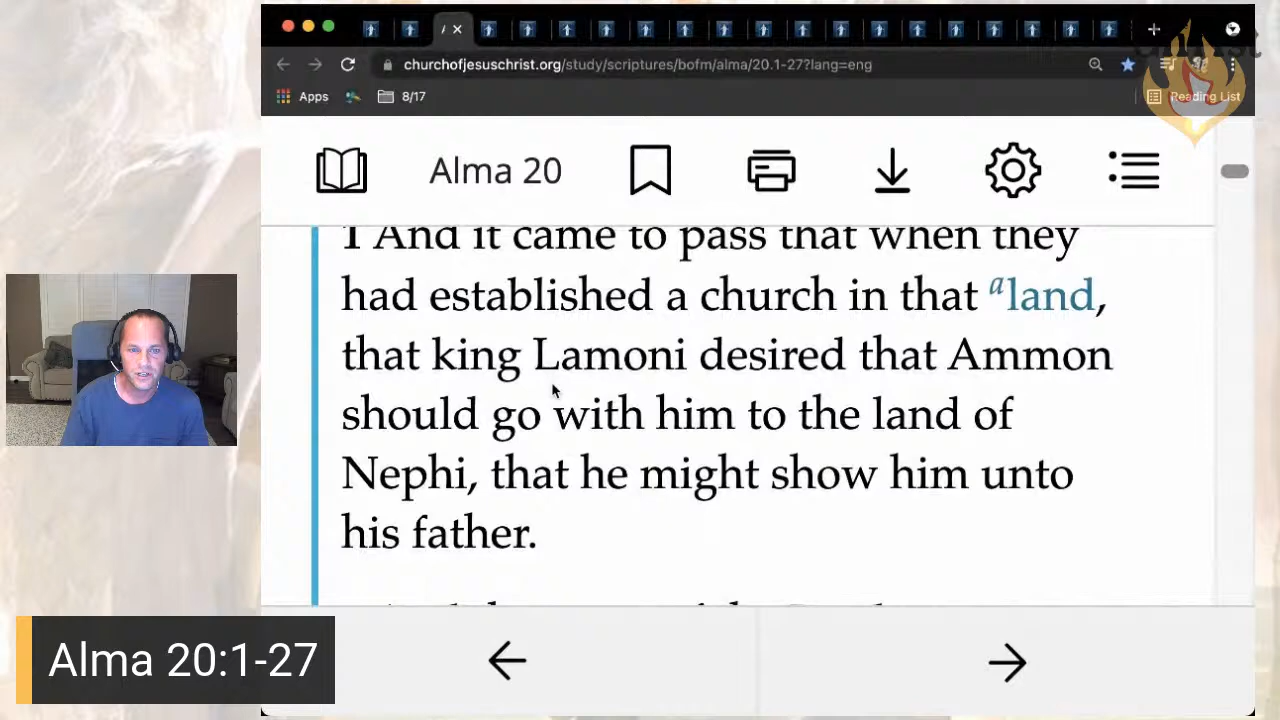 churchofjesuschrist.org/study/scriptures/bofm/alma/20.1-27?lang=eng
Apps
8/17
Reading List
Alma 20
1 And it came to pass that when they
had established a church in that ᵃland,
that king Lamoni desired that Ammon
should go with him to the land of
Nephi, that he might show him unto
his father.
Alma 20:1-27